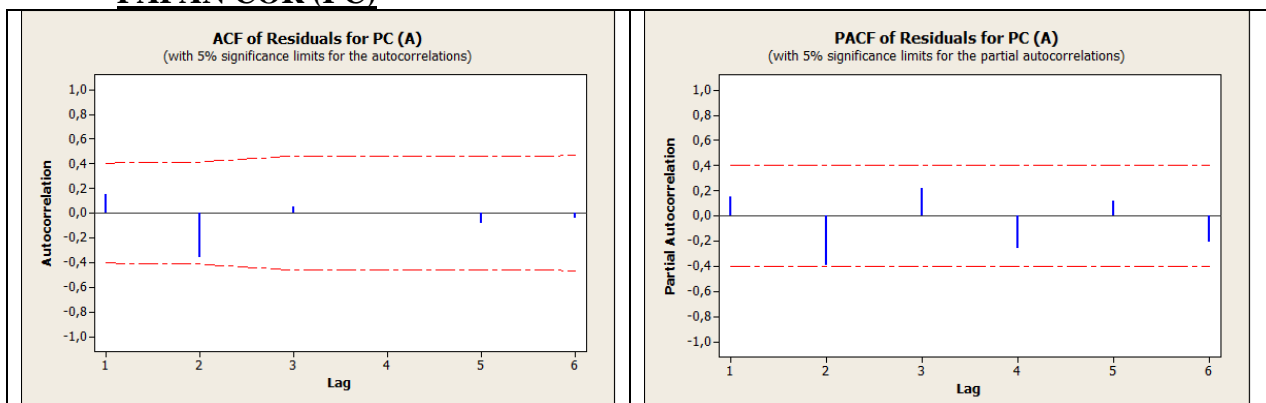 PAPAN COR (PC)
ACF of Residuals for PC (A)
(with 5% significance limits for the autocorrelations)
1,0
0,8
0,6
0,4
0,2
0,0
-0,2
-0,4
-0,6
-0,8
-1,0
Autocorrelation
1 2 3 4 5 6
Lag
PACF of Residuals for PC (A)
(with 5% significance limits for the partial autocorrelations)
1,0
0,8
0,6
0,4
0,2
0,0
-0,2
-0,4
-0,6
-0,8
-1,0
Partial Autocorrelation
1 2 3 4 5 6
Lag